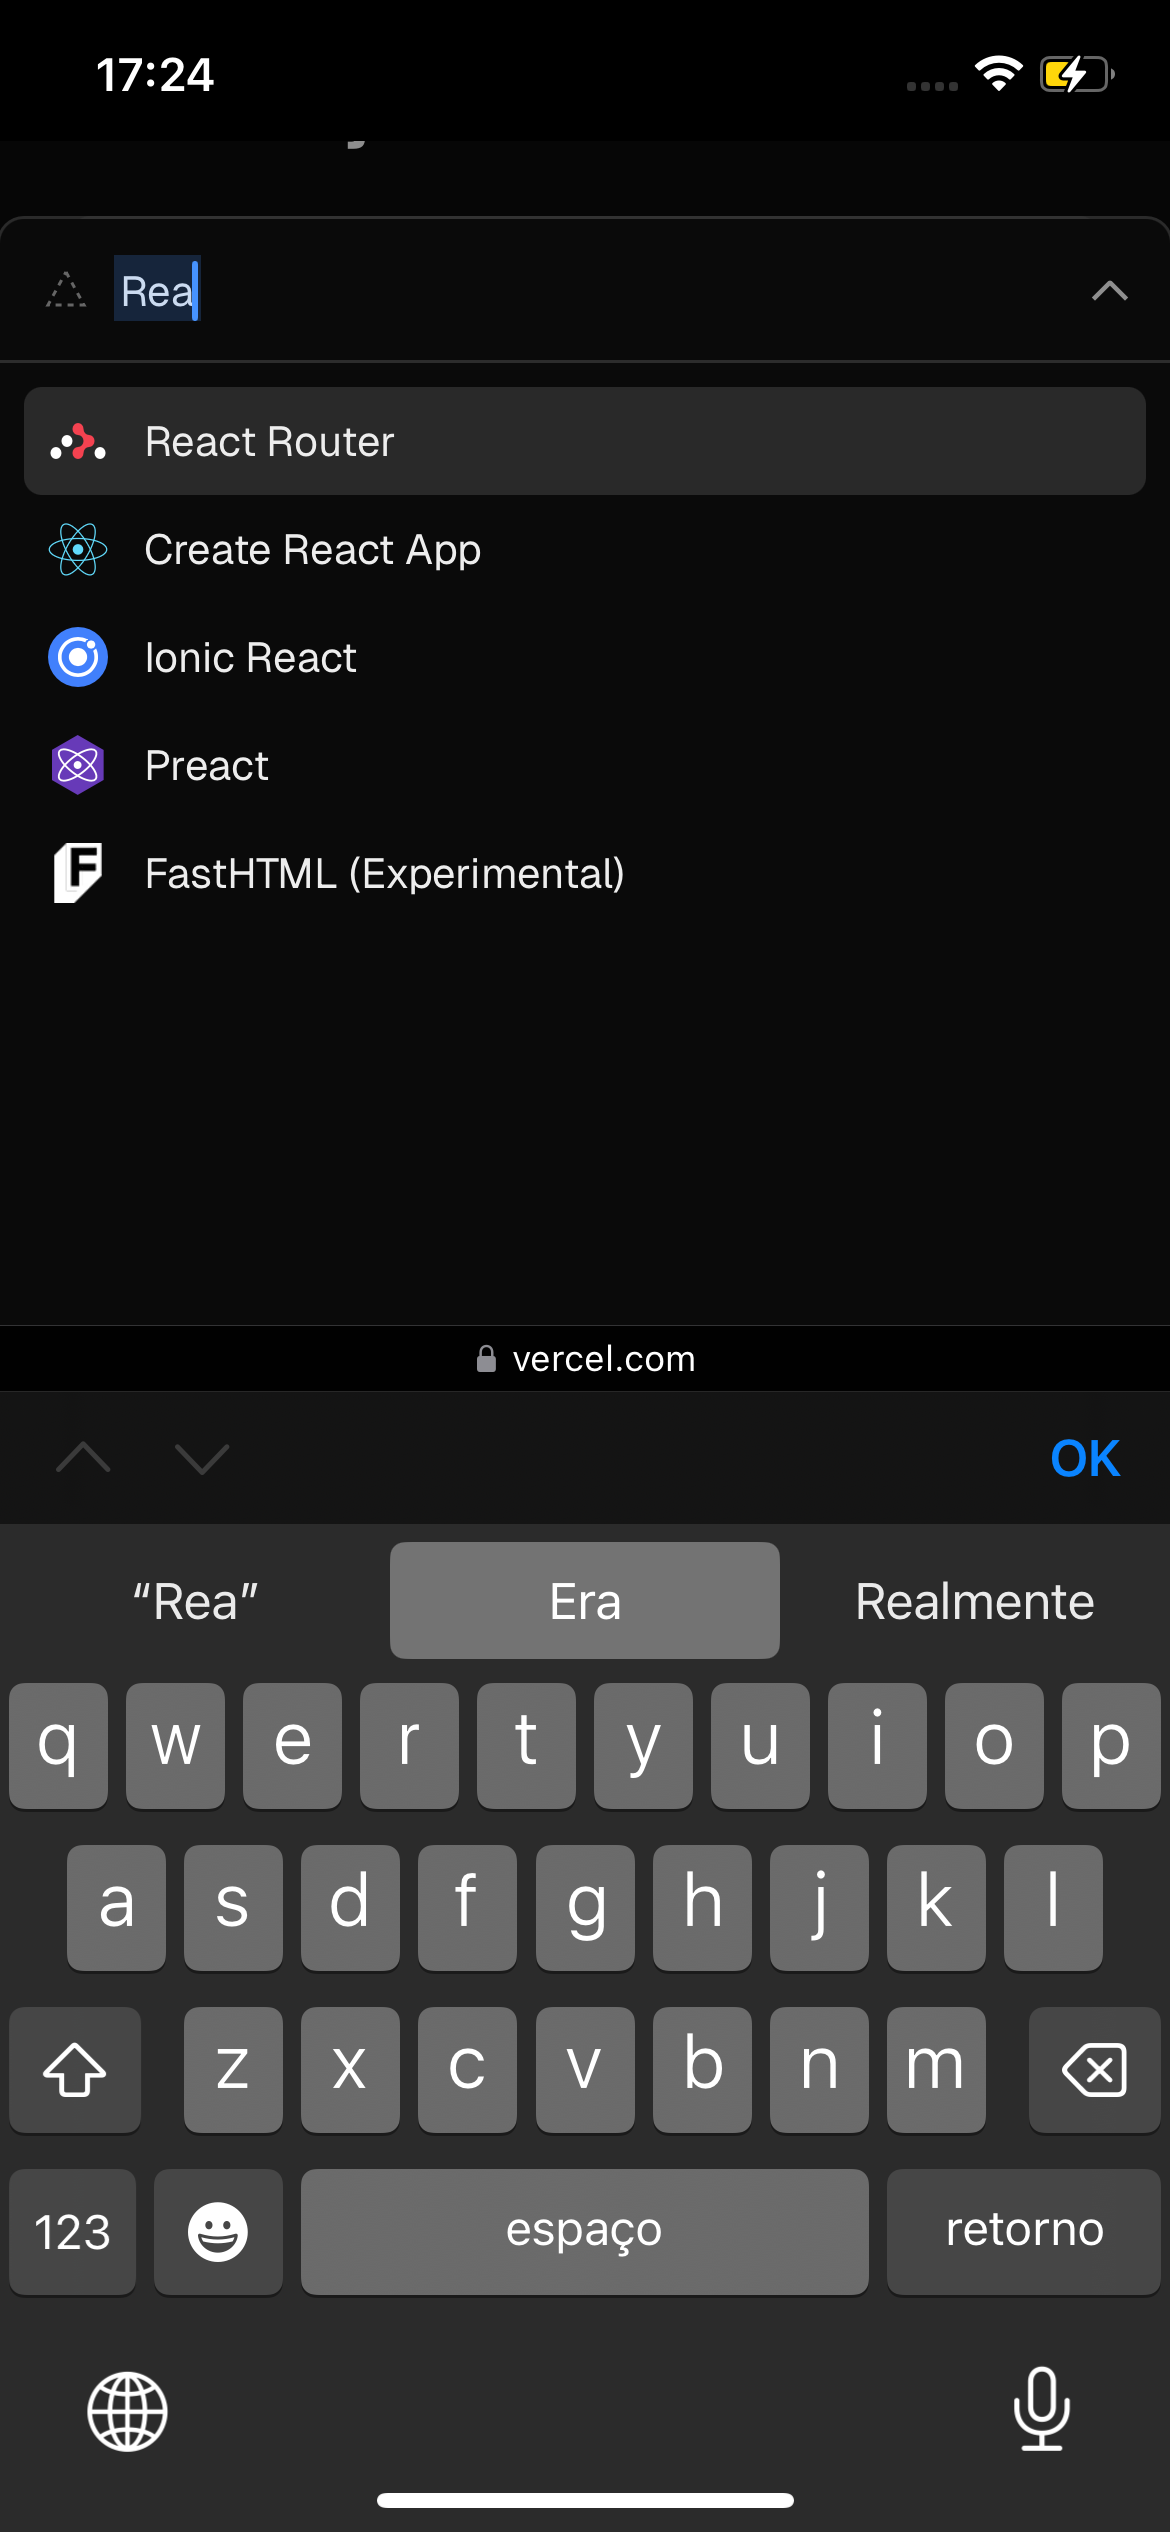 17:24
Rea
React Router
Create React App
Ionic React
Preact
FastHTML (Experimental)
vercel.com
OK
“Rea” Era Realmente
q w e r t y u i o p
a s d f g h j k l
z x c v b n m
123 espaço retorno